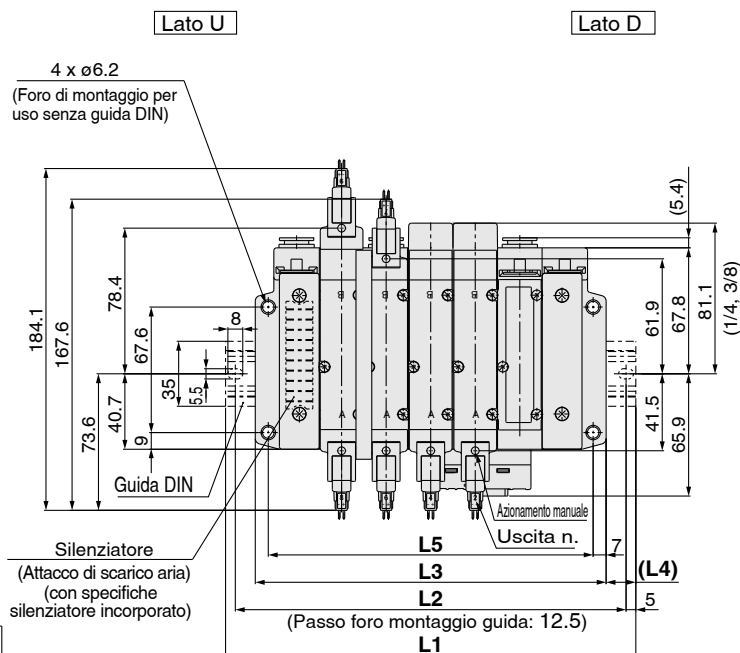 Lato U
Lato D
4 x ø6.2
(Foro di montaggio per
uso senza guida DIN)
184.1
167.6
78.4
67.6
8
35
5.5
73.6
40.7
9
(5.4)
61.9
67.8
81.1
(1/4, 3/8)
41.5
65.9
B
B
B
B
A
A
A
A
Guida DIN
Azionamento manuale
Uscita n.
Silenziatore
(Attacco di scarico aria)
(con specifiche
silenziatore incorporato)
L5
7
L3
(L4)
L2
5
(Passo foro montaggio guida: 12.5)
L1